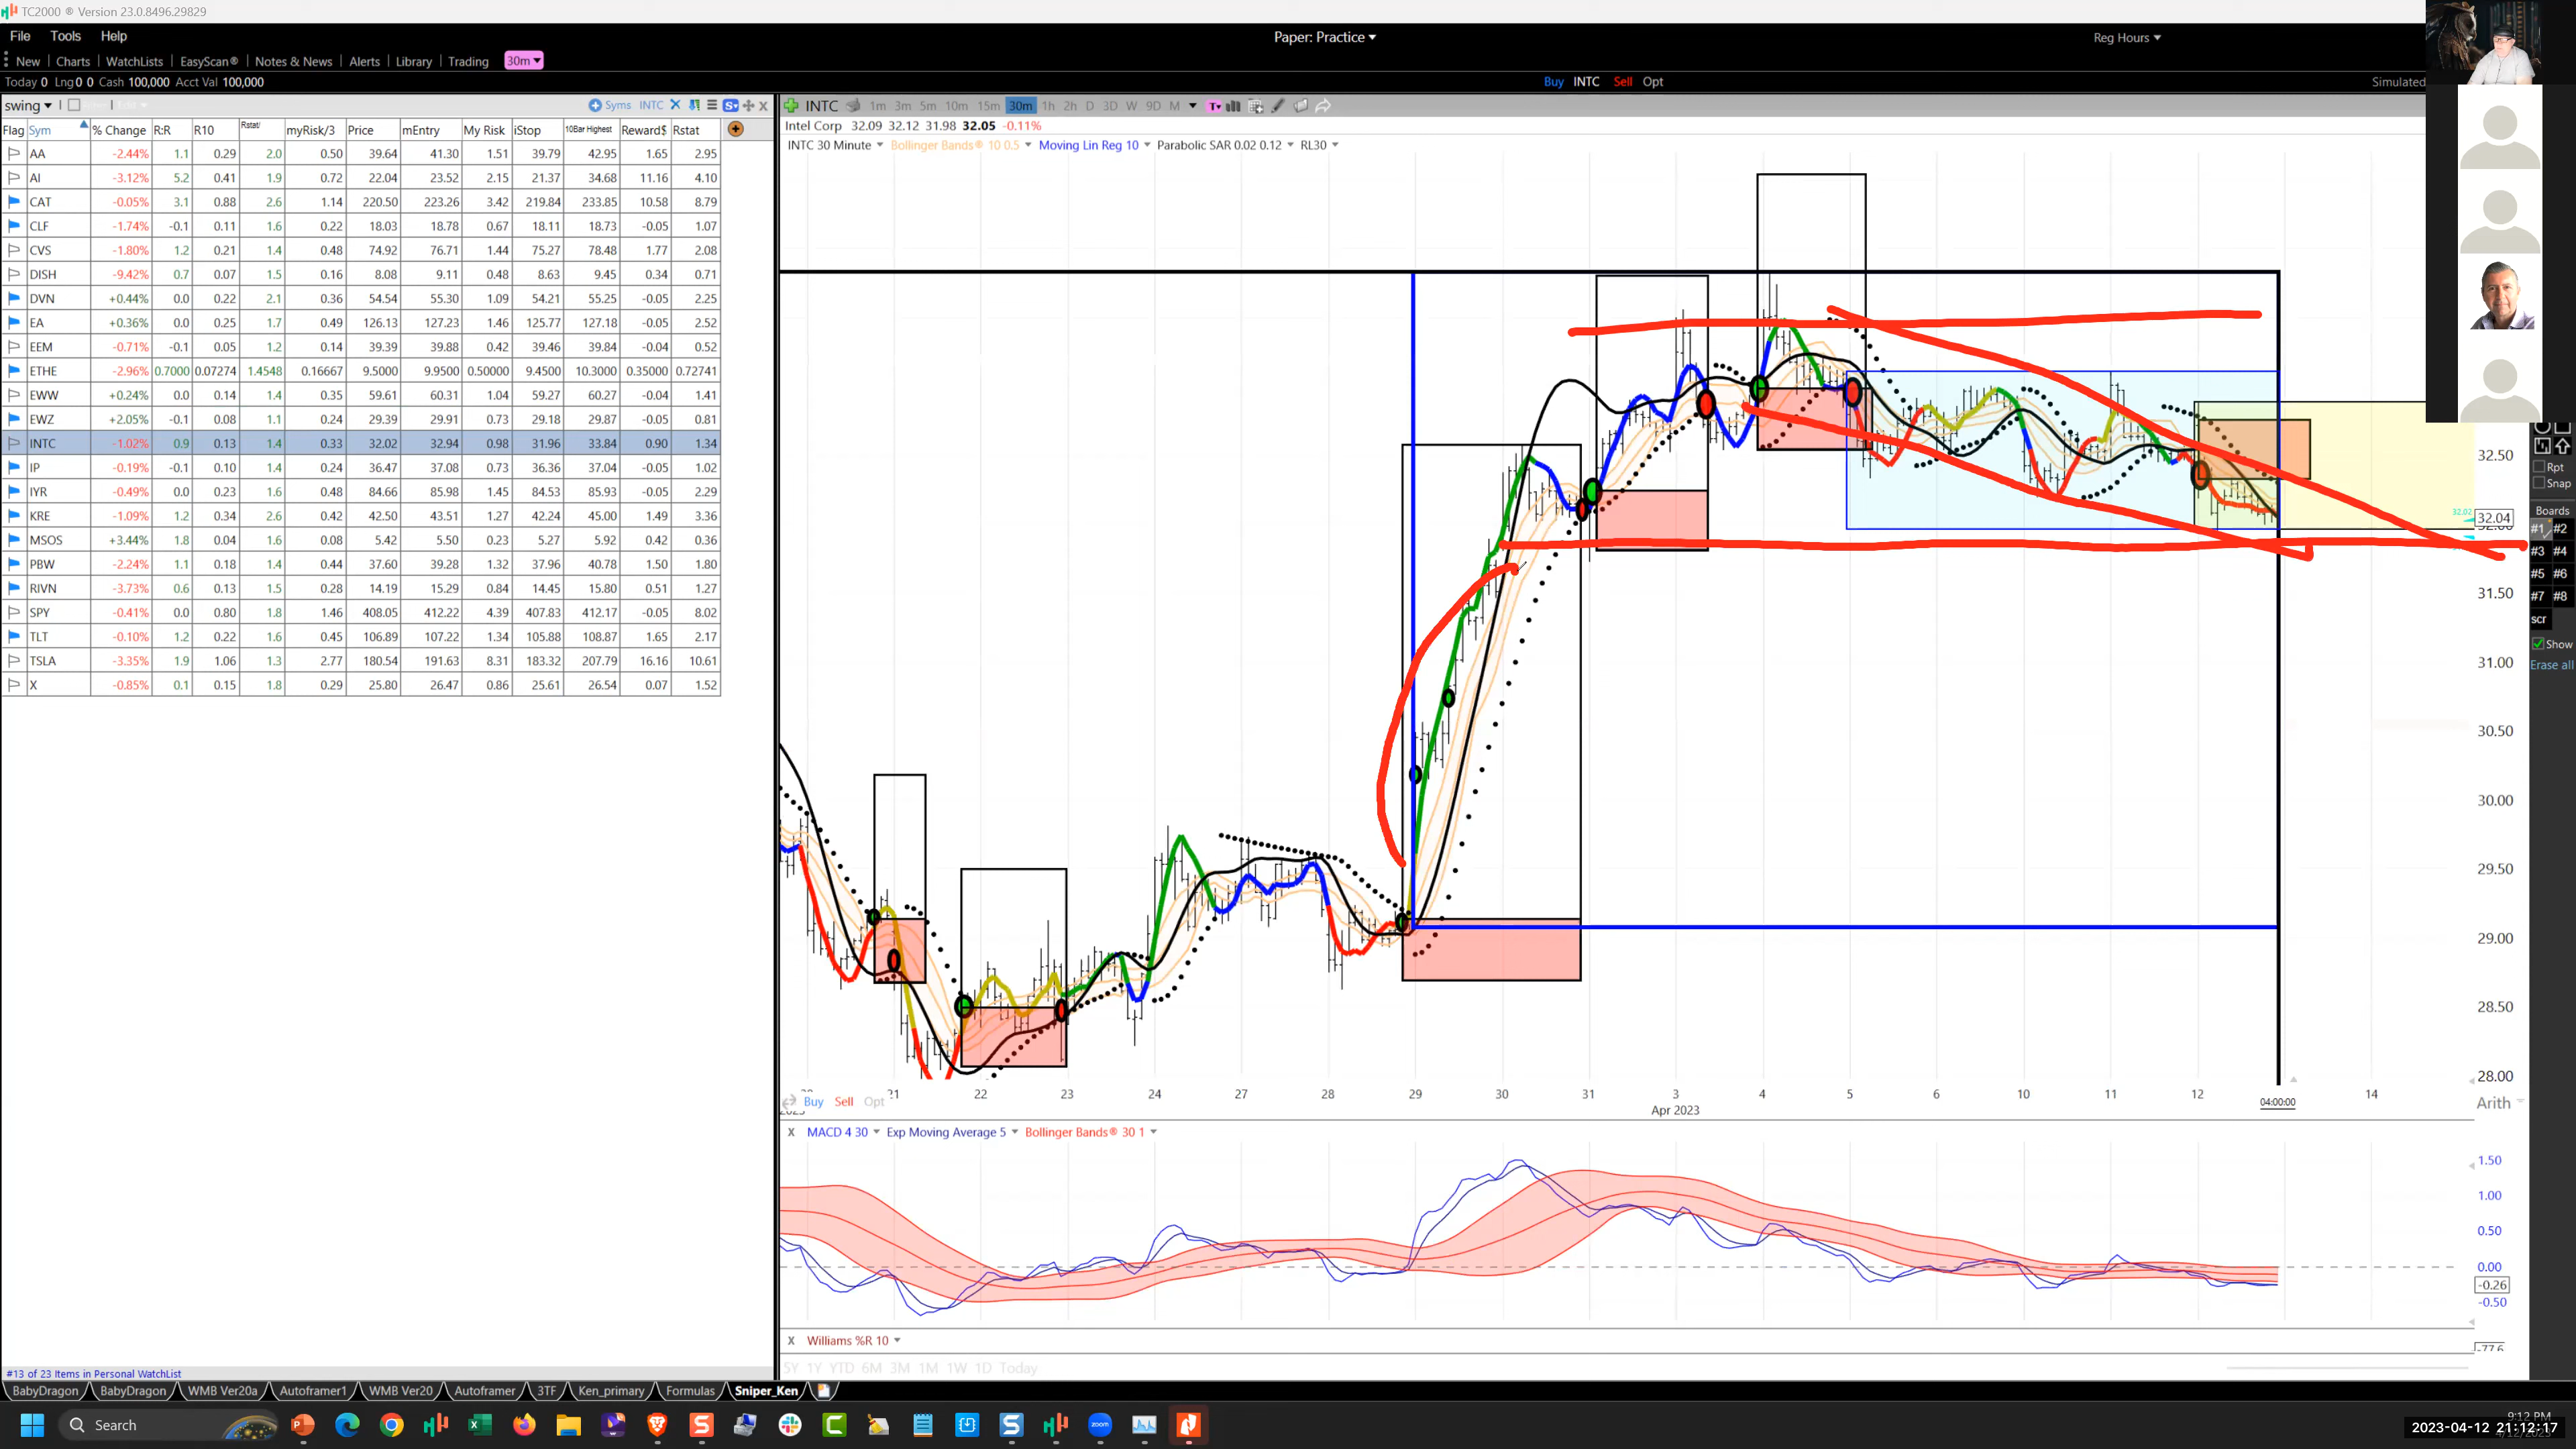 TC2000 ® Version 23.0.8496.29829
File Tools Help
Paper: Practice
Reg Hours
New Charts WatchLists EasyScan® Notes & News Alerts Library Trading 30m
Today 0 Lng 0 0 Cash 100,000 Acct Val 100,000
Buy INTC Sell Opt
Simulated
swing
Syms INTC
Flag Sym % Change R:R R10 Rstat/ myRisk/3 Price mEntry My Risk iStop 10Bar Highest Reward$ Rstat
AA -2.44% 1.1 0.29 2.0 0.50 39.64 41.30 1.51 39.79 42.95 1.65 2.95
AI -3.12% 5.2 0.41 1.9 0.72 22.04 23.52 2.15 21.37 34.68 11.16 4.10
CAT -0.05% 3.1 0.88 2.6 1.14 220.50 223.26 3.42 219.84 233.85 10.58 8.79
CLF -1.74% -0.1 0.11 1.6 0.22 18.03 18.78 0.67 18.11 18.73 -0.05 1.07
CVS -1.80% 1.2 0.21 1.4 0.48 74.92 76.71 1.44 75.27 78.48 1.77 2.08
DISH -9.42% 0.7 0.07 1.5 0.16 8.08 9.11 0.48 8.63 9.45 0.34 0.71
DVN +0.44% 0.0 0.22 2.1 0.36 54.54 55.30 1.09 54.21 55.25 -0.05 2.25
EA +0.36% 0.0 0.25 1.7 0.49 126.13 127.23 1.46 125.77 127.18 -0.05 2.52
EEM -0.71% -0.1 0.05 1.2 0.14 39.39 39.88 0.42 39.46 39.84 -0.04 0.52
ETHE -2.96% 0.7000 0.07274 1.4548 0.16667 9.5000 9.9500 0.50000 9.4500 10.3000 0.35000 0.72741
EWW +0.24% 0.0 0.14 1.4 0.35 59.61 60.31 1.04 59.27 60.27 -0.04 1.41
EWZ +2.05% -0.1 0.08 1.1 0.24 29.39 29.91 0.73 29.18 29.87 -0.05 0.81
INTC -1.02% 0.9 0.13 1.4 0.33 32.02 32.94 0.98 31.96 33.84 0.90 1.34
IP -0.19% -0.1 0.10 1.4 0.24 36.47 37.08 0.73 36.36 37.04 -0.05 1.02
IYR -0.49% 0.0 0.23 1.6 0.48 84.66 85.98 1.45 84.53 85.93 -0.05 2.29
KRE -1.09% 1.2 0.34 2.6 0.42 42.50 43.51 1.27 42.24 45.00 1.49 3.36
MSOS +3.44% 1.8 0.04 1.6 0.08 5.42 5.50 0.23 5.27 5.92 0.42 0.36
PBW -2.24% 1.1 0.18 1.4 0.44 37.60 39.28 1.32 37.96 40.78 1.50 1.80
RIVN -3.73% 0.6 0.13 1.5 0.28 14.19 15.29 0.84 14.45 15.80 0.51 1.27
SPY -0.41% 0.0 0.80 1.8 1.46 408.05 412.22 4.39 407.83 412.17 -0.05 8.02
TLT -0.10% 1.2 0.22 1.6 0.45 106.89 107.22 1.34 105.88 108.87 1.65 2.17
TSLA -3.35% 1.9 1.06 1.3 2.77 180.54 191.63 8.31 183.32 207.79 16.16 10.61
X -0.85% 0.1 0.15 1.8 0.29 25.80 26.47 0.86 25.61 26.54 0.07 1.52
#13 of 23 Items in Personal WatchList
INTC 1m 3m 5m 10m 15m 30m 1h 2h D 3D W 9D M
Intel Corp 32.09 32.12 31.98 32.05 -0.11%
INTC 30 Minute Bollinger Bands® 10 0.5 Moving Lin Reg 10 Parabolic SAR 0.02 0.12 RL30
32.50
32.02
32.04
31.50
31.00
30.50
30.00
29.50
29.00
28.50
28.00
Rpt
Snap
Boards
#1 #2
#3 #4
#5 #6
#7 #8
scr
Show
Erase all
21 22 23 24 27 28 29 30 31 3 4 5 6 10 11 12 14
Apr 2023
04:00:00
Arith
Buy Sell Opt
X MACD 4 30 Exp Moving Average 5 Bollinger Bands® 30 1
1.50
1.00
0.50
0.00
-0.26
-0.50
X Williams %R 10
5Y 1Y YTD 6M 3M 1M 1W 1D Today
BabyDragon BabyDragon WMB Ver20a Autoframer1 WMB Ver20 Autoframer 3TF Ken_primary Formulas Sniper_Ken
Search
9:12 PM
2023-04-12 21:12:17